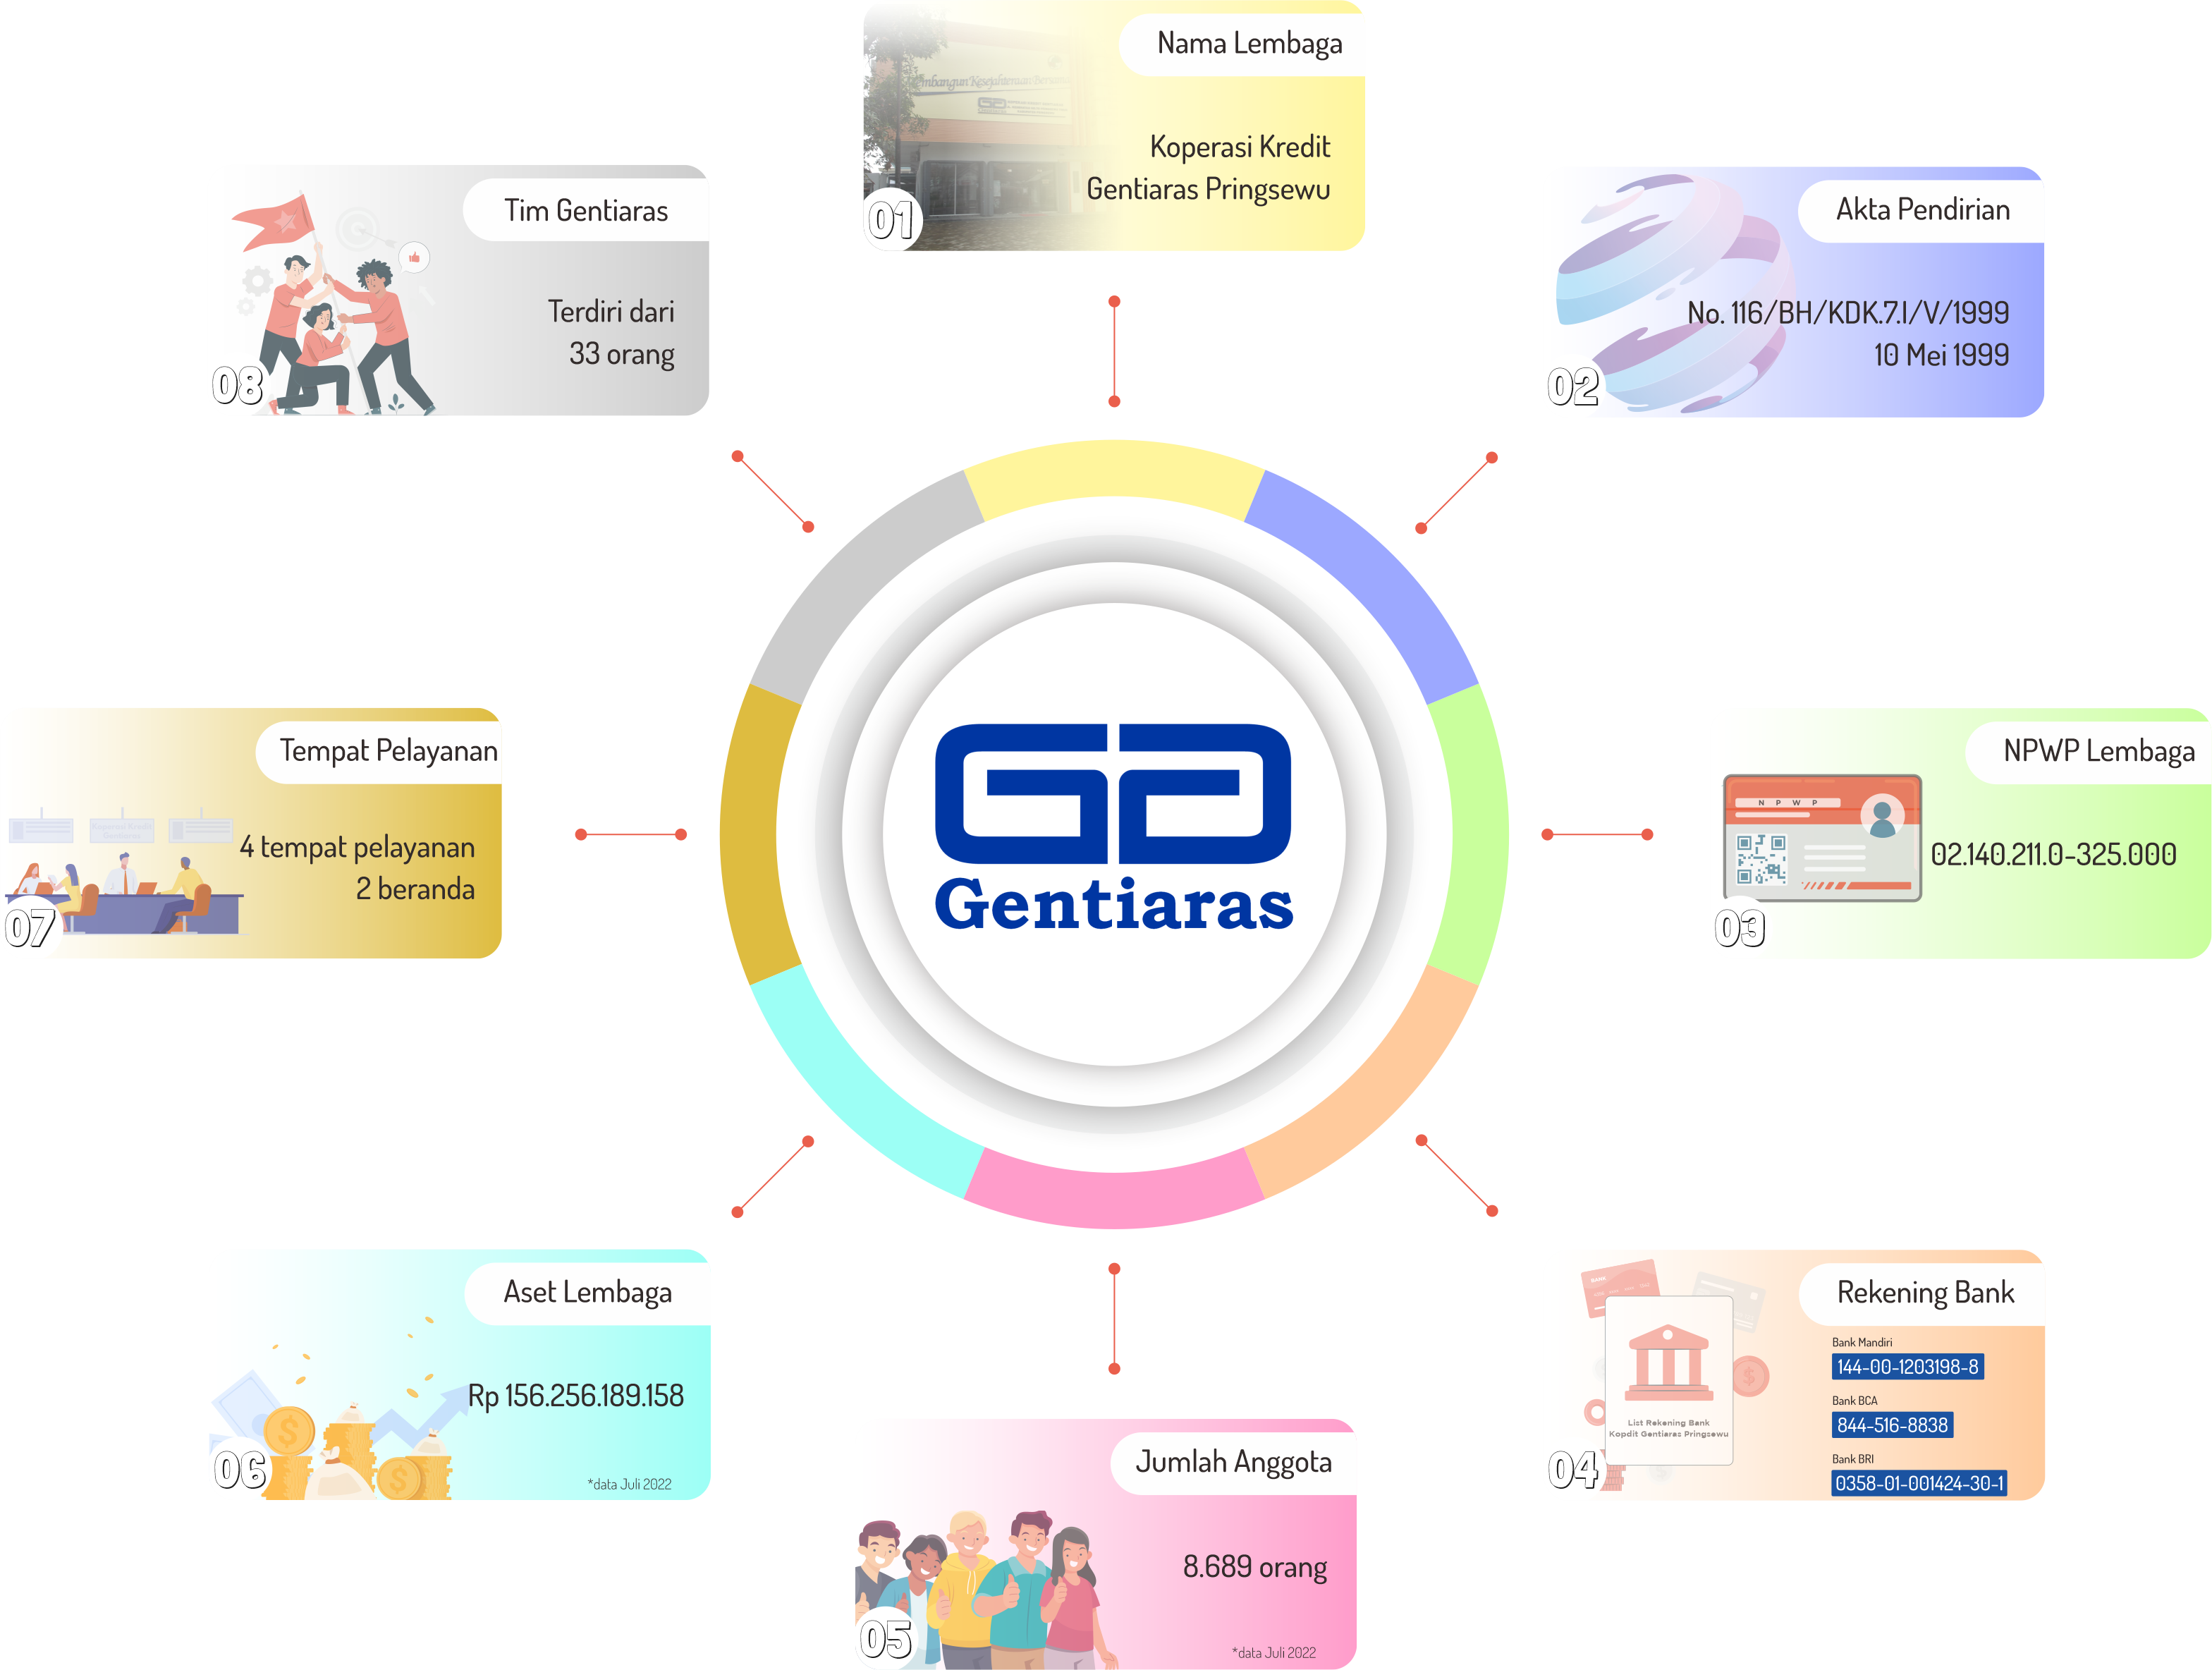 Nama Lembaga
Koperasi Kredit
Gentiaras Pringsewu
01
Akta Pendirian
No. 116/BH/KDK.7.I/V/1999
10 Mei 1999
02
NPWP Lembaga
N P W P
02.140.211.0-325.000
03
Rekening Bank
BANK
List Rekening Bank
Kopdit Gentiaras Pringsewu
Bank Mandiri
144-00-1203198-8
Bank BCA
844-516-8838
Bank BRI
0358-01-001424-30-1
04
Jumlah Anggota
8.689 orang
*data Juli 2022
05
Aset Lembaga
Rp 156.256.189.158
*data Juli 2022
06
Tempat Pelayanan
Koperasi Kredit
Gentiaras
4 tempat pelayanan
2 beranda
07
Tim Gentiaras
Terdiri dari
33 orang
08
Gentiaras